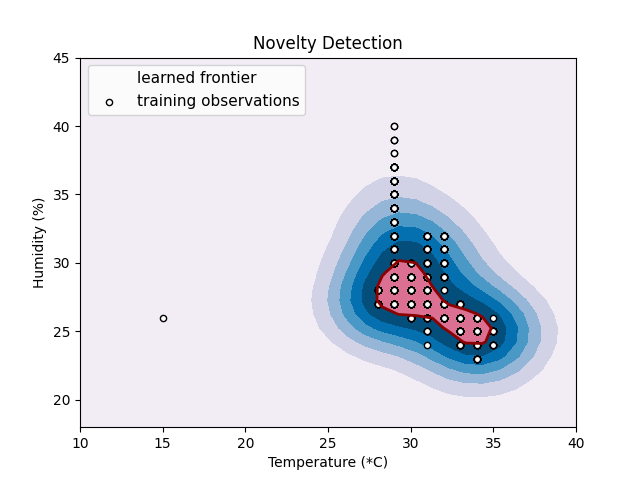 Novelty Detection
learned frontier
training observations
45
40
35
30
25
20
Humidity (%)
10 15 20 25 30 35 40
Temperature (*C)